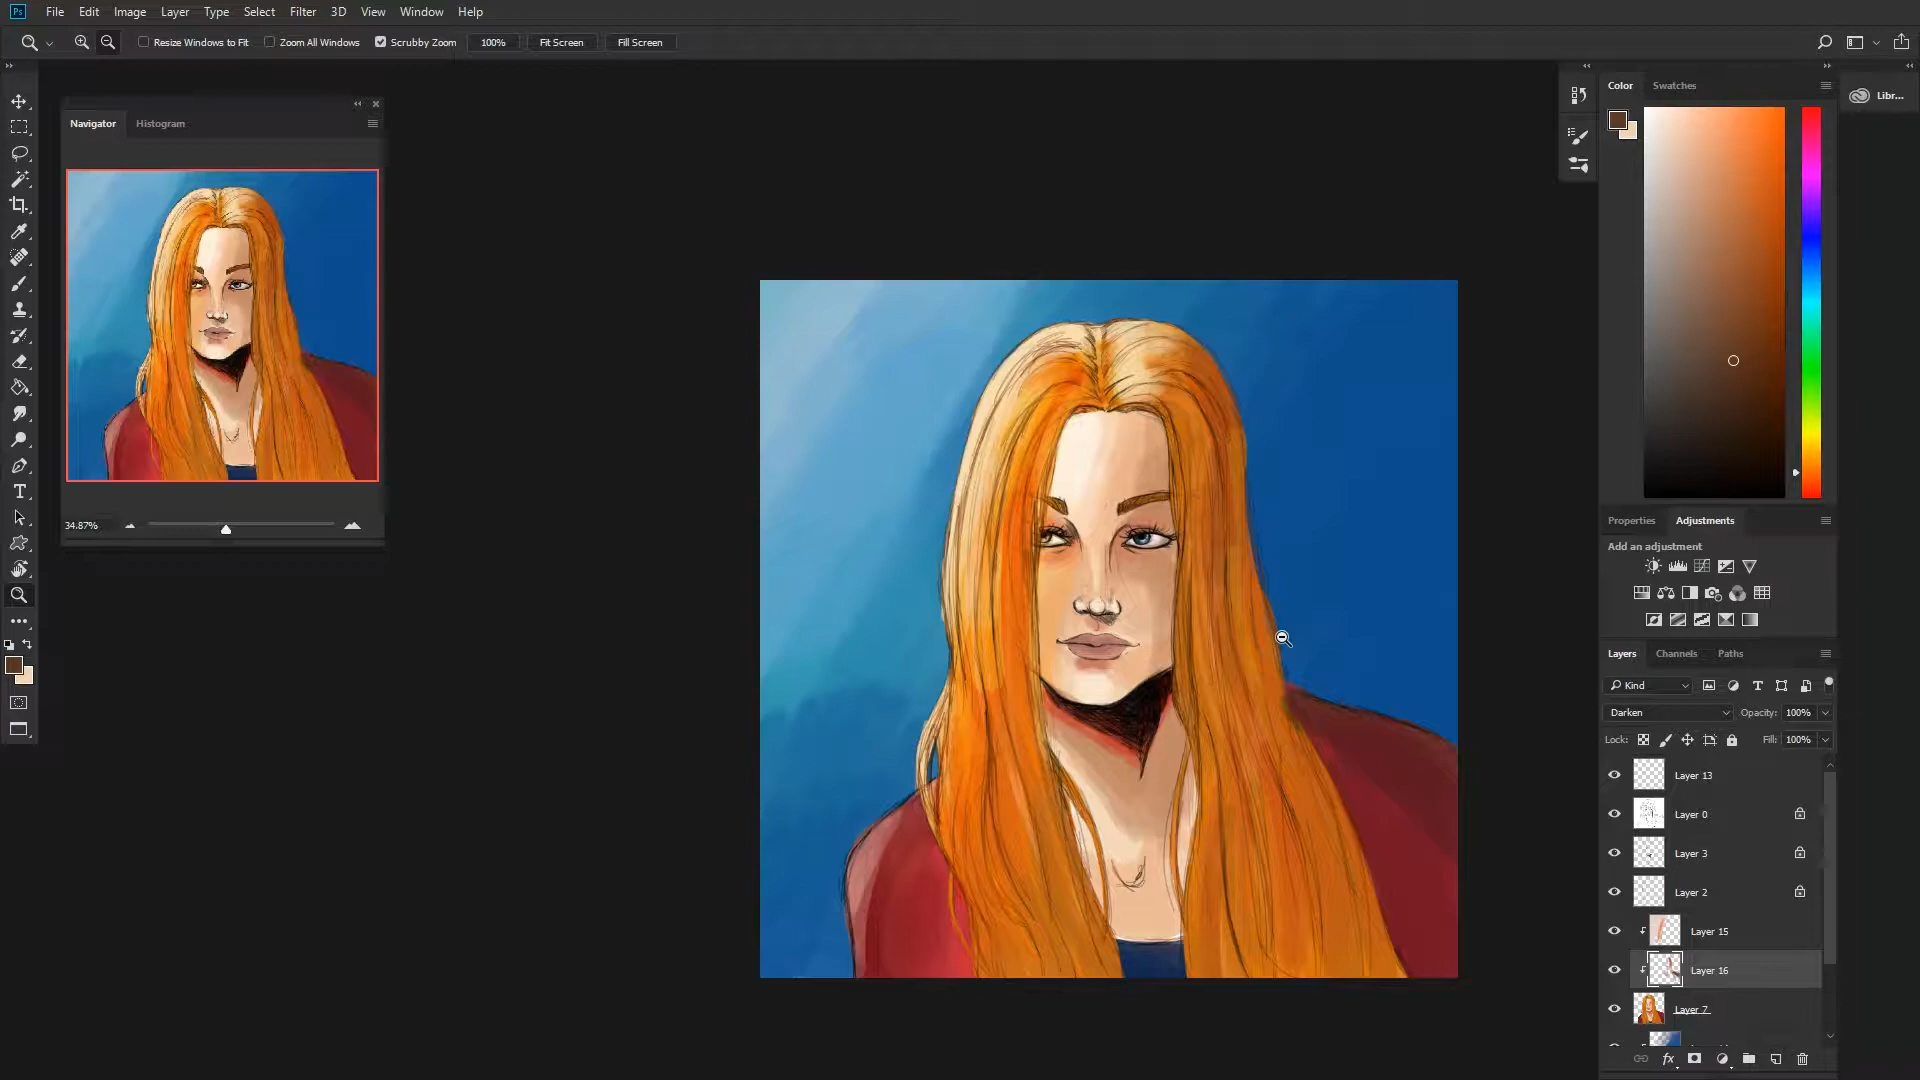 Ps File Edit Image Layer Type Select Filter 3D View Window Help
Resize Windows to Fit Zoom All Windows Scrubby Zoom 100% Fit Screen Fill Screen
Navigator Histogram
34.87%
T
Color Swatches
Libr...
Properties Adjustments
Add an adjustment
Layers Channels Paths
Kind T
Darken Opacity: 100%
Lock: Fill: 100%
Layer 13
Layer 0
Layer 3
Layer 2
Layer 15
Layer 16
Layer 7
fx